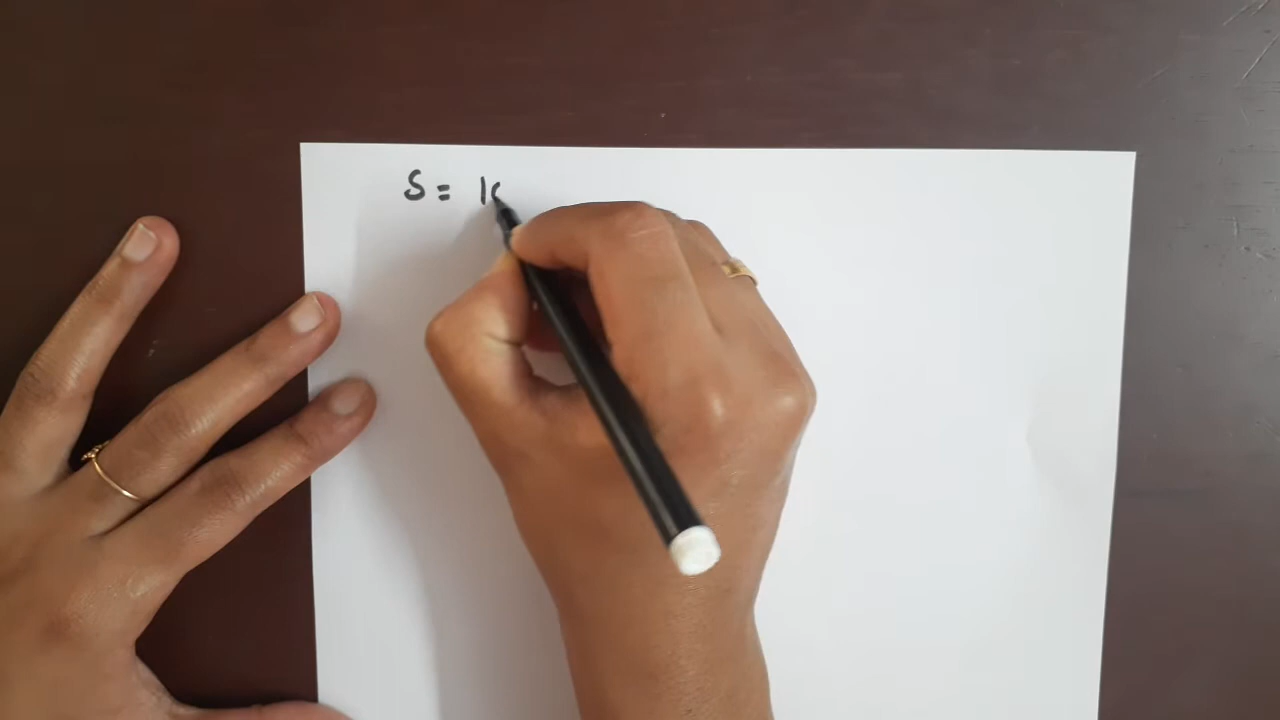 S = 1